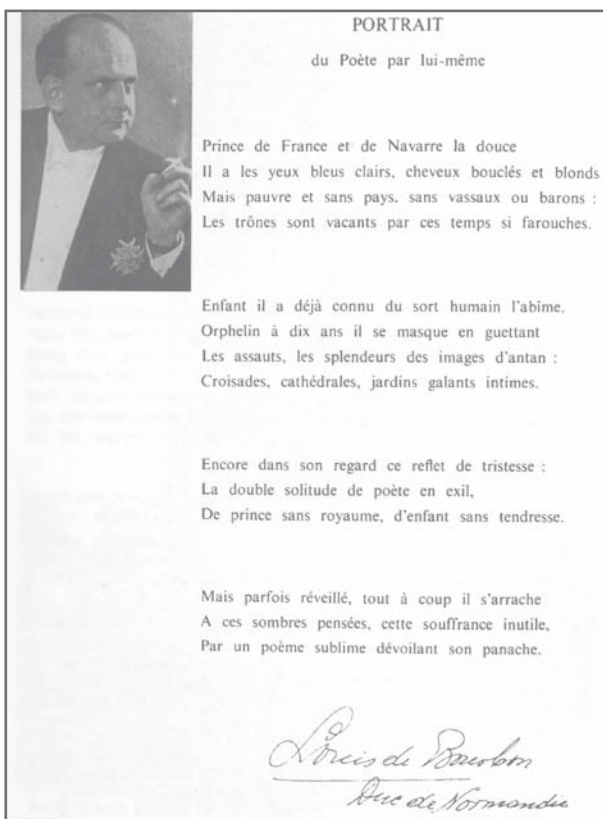 PORTRAIT
du Poète par lui-même
Prince de France et de Navarre la douce
Il a les yeux bleus clairs, cheveux bouclés et blonds
Mais pauvre et sans pays, sans vassaux ou barons :
Les trônes sont vacants par ces temps si farouches.
Enfant il a déjà connu du sort humain l'abîme.
Orphelin à dix ans il se masque en guettant
Les assauts, les splendeurs des images d'antan :
Croisades, cathédrales, jardins galants intimes.
Encore dans son regard ce reflet de tristesse :
La double solitude de poète en exil,
De prince sans royaume, d'enfant sans tendresse.
Mais parfois réveillé, tout à coup il s'arrache
A ces sombres pensées, cette souffrance inutile,
Par un poème sublime dévoilant son panache.
Louis de Bourbon
Duc de Normandie